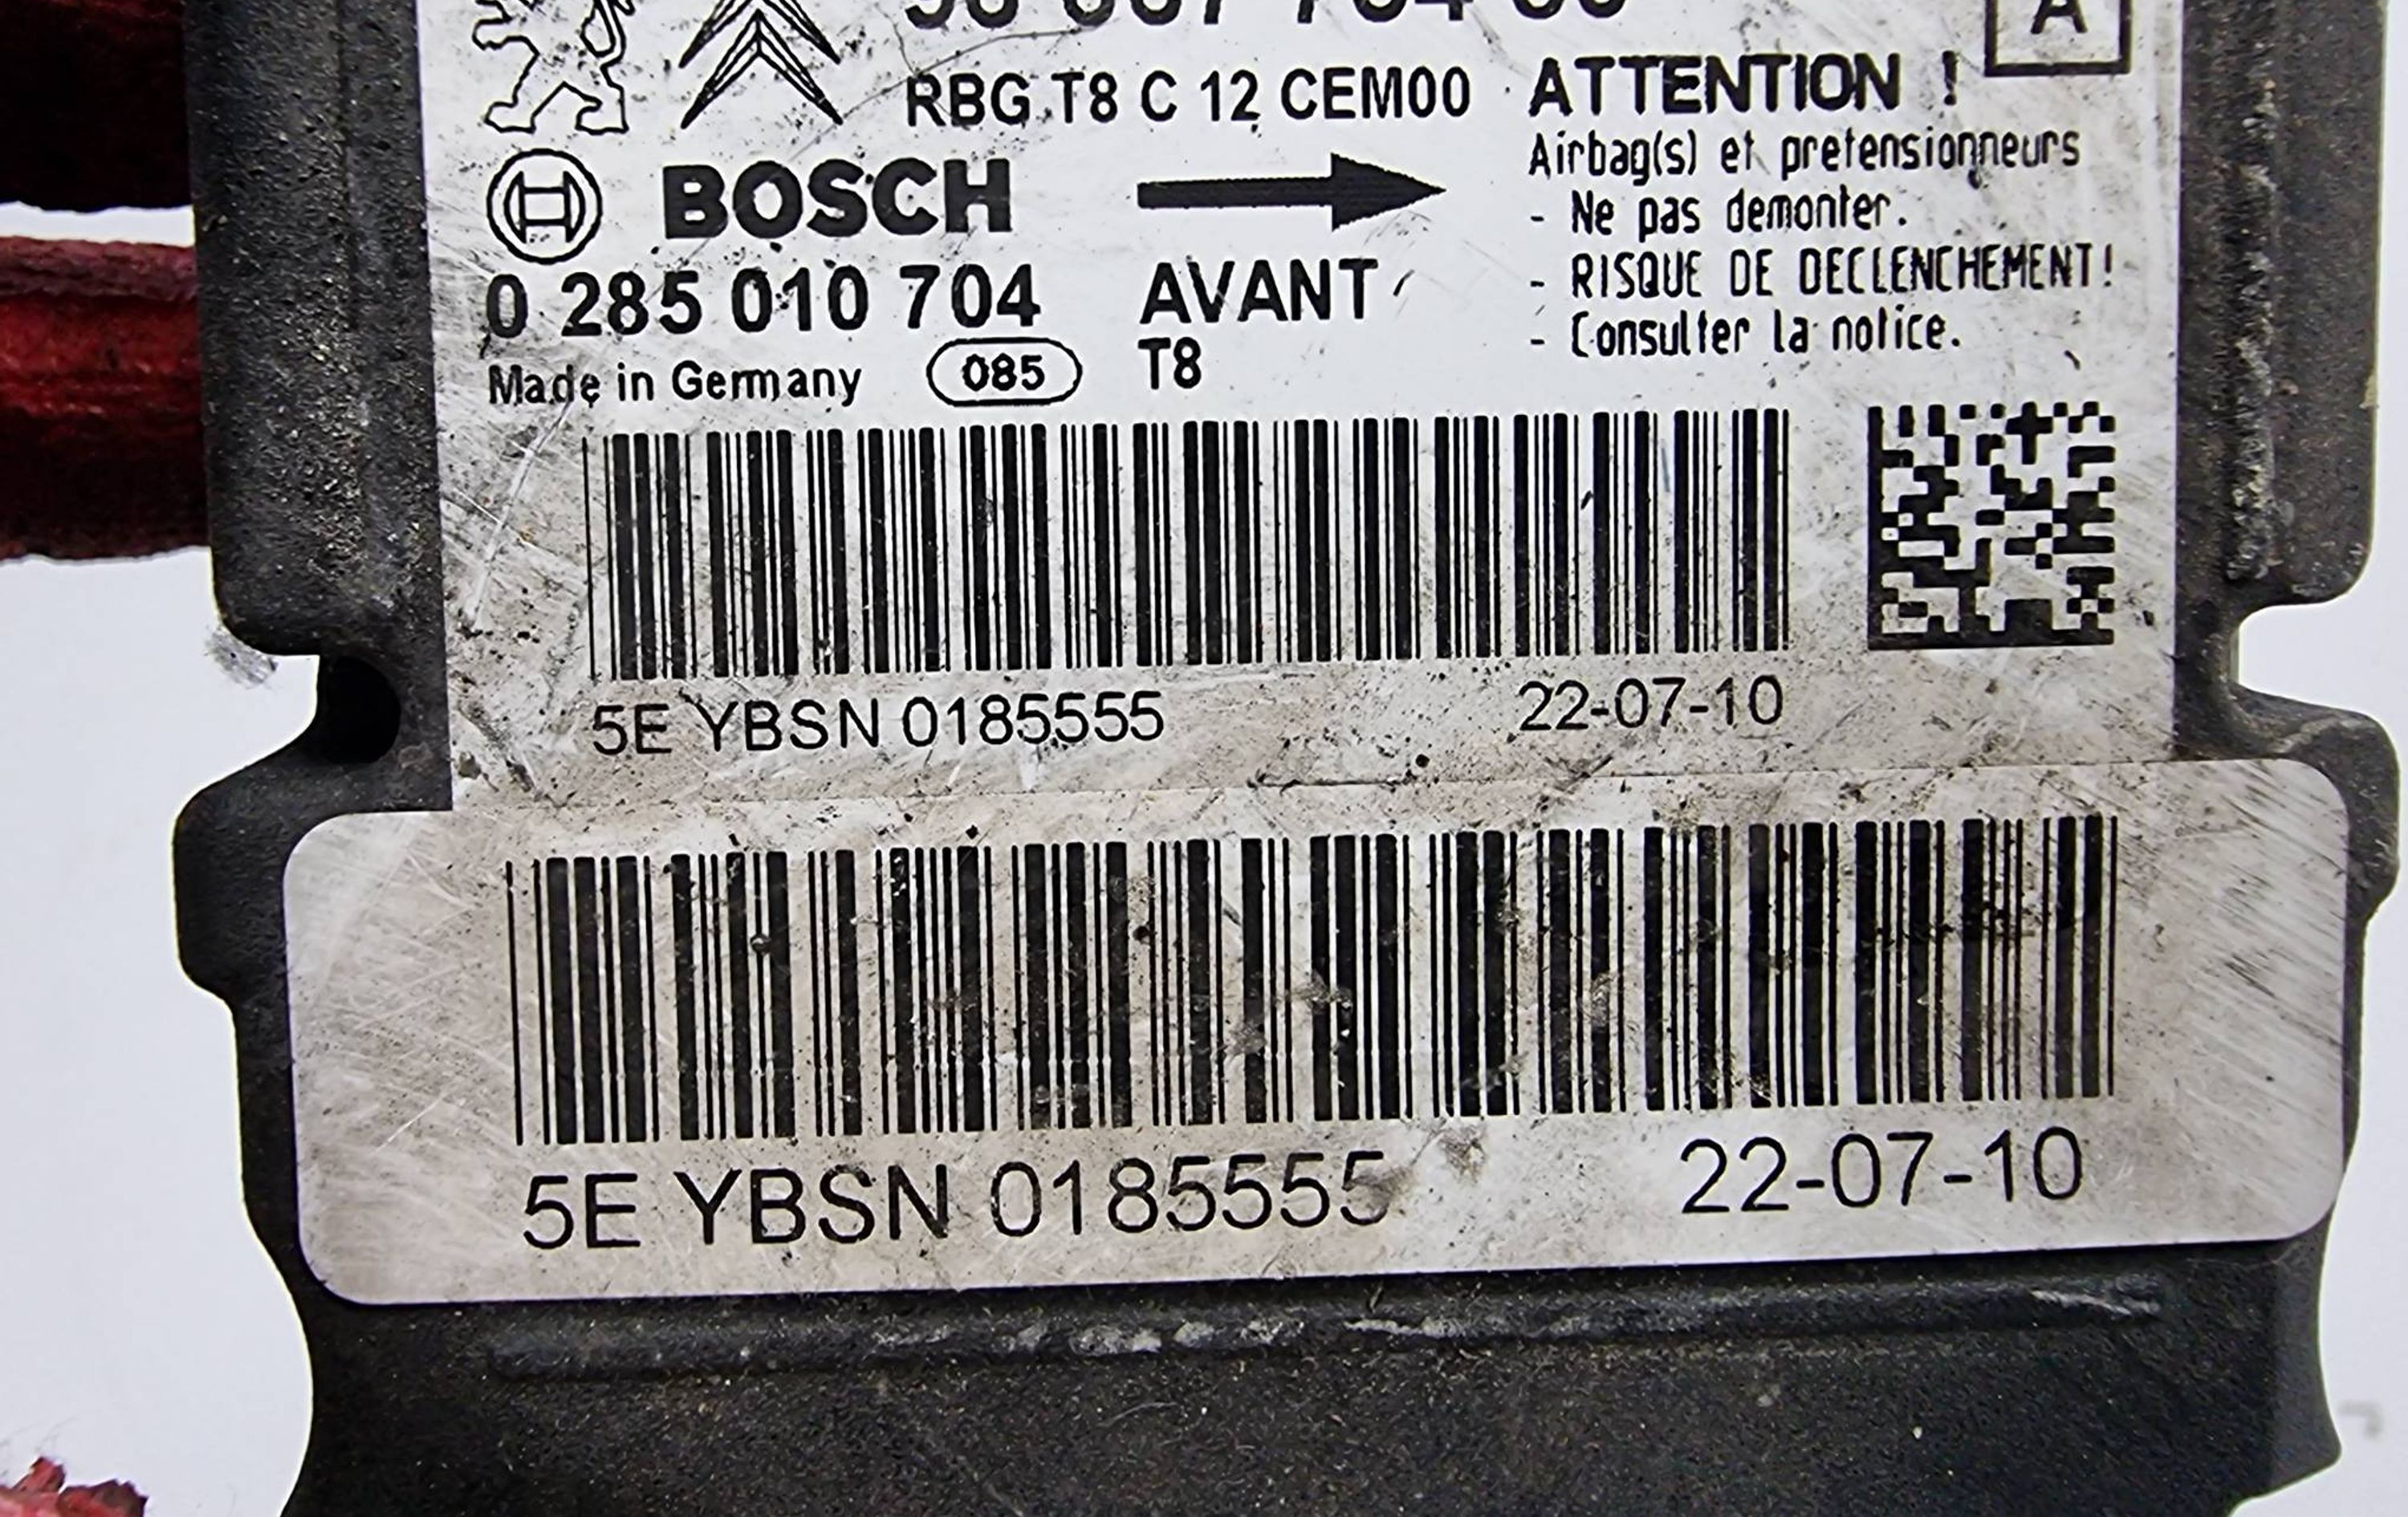 A
RBG T8 C 12 CEM00
ATTENTION !
Airbag(s) et pretensionneurs
- Ne pas demonter.
- RISQUE DE DECLENCHEMENT!
- Consulter la notice.
BOSCH
0 285 010 704
AVANT
Made in Germany
085
T8
5E YBSN 0185555
22-07-10
5E YBSN 0185555
22-07-10